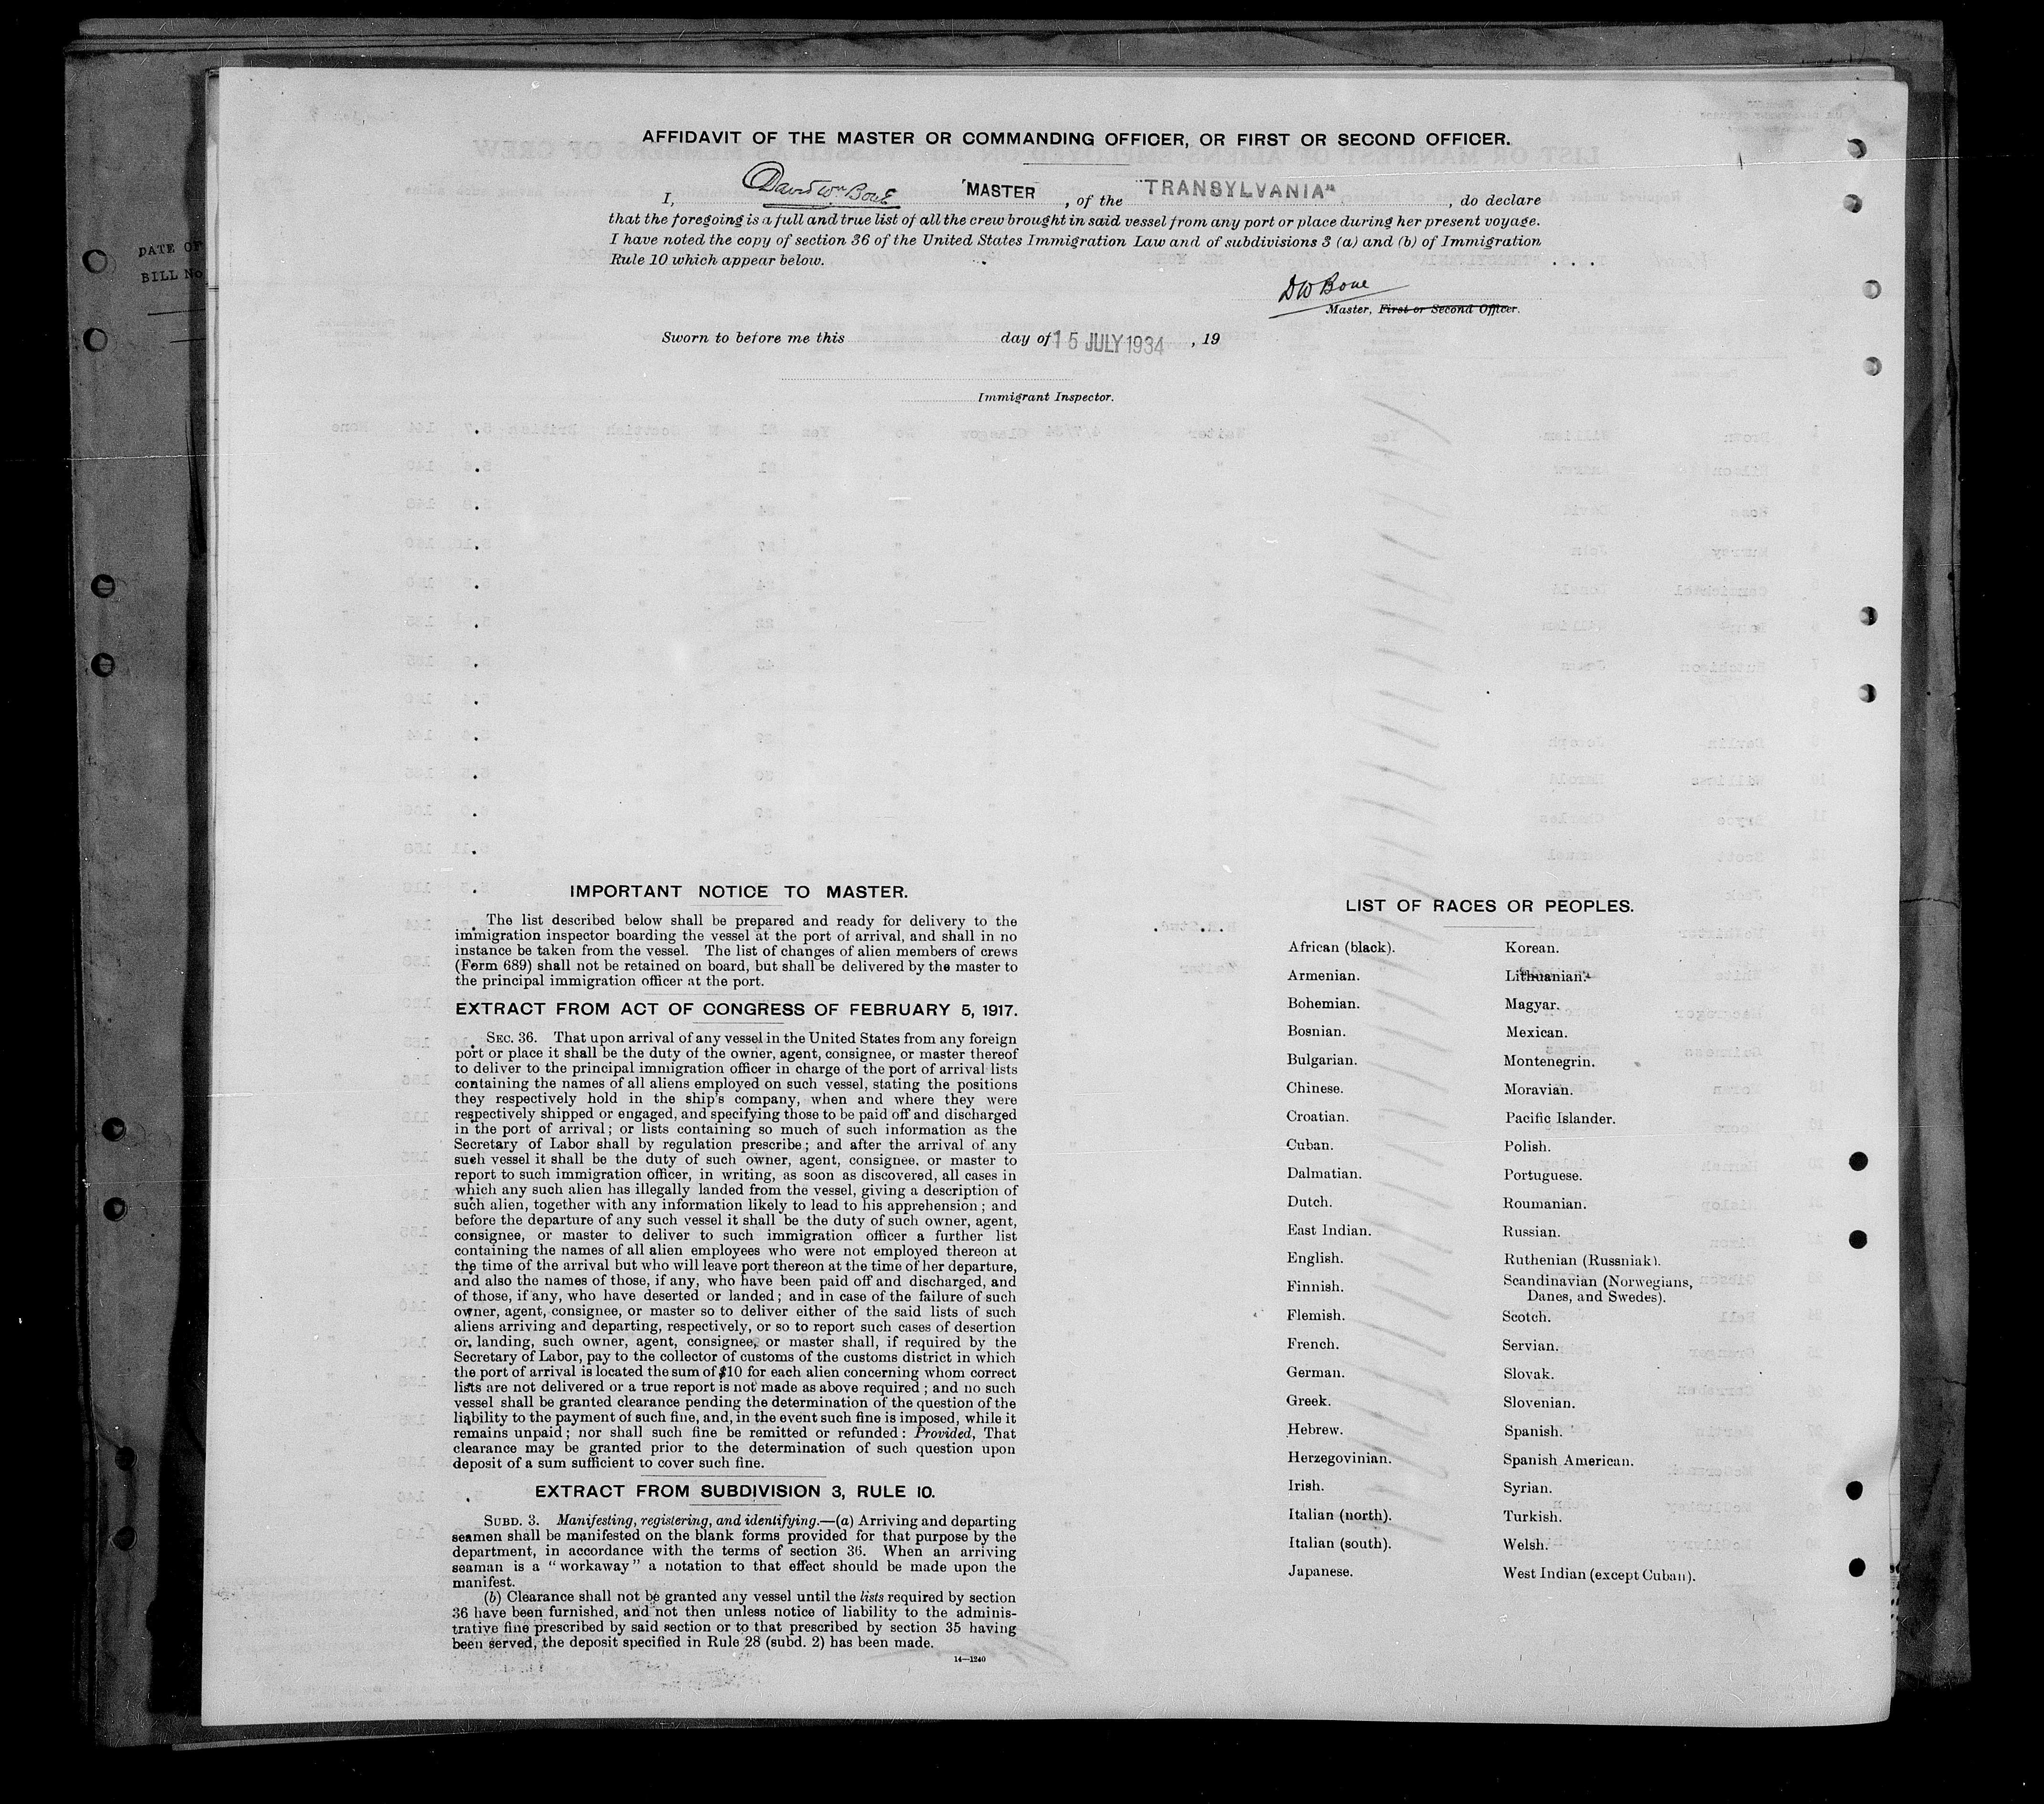 DATE OF
BILL No
AFFIDAVIT OF THE MASTER OR COMMANDING OFFICER, OR FIRST OR SECOND OFFICER.
I, David Wm Bone "MASTER , of the "TRANSYLVANIA" , do declare
that the foregoing is a full and true list of all the crew brought in said vessel from any port or place during her present voyage.
I have noted the copy of section 36 of the United States Immigration Law and of subdivisions 3 (a) and (b) of Immigration
Rule 10 which appear below.
DW Bone
Master, First or Second Officer.
Sworn to before me this day of 15 JULY 1934 , 19
Immigrant Inspector.
IMPORTANT NOTICE TO MASTER.
The list described below shall be prepared and ready for delivery to the
immigration inspector boarding the vessel at the port of arrival, and shall in no
instance be taken from the vessel. The list of changes of alien members of crews
(Form 689) shall not be retained on board, but shall be delivered by the master to
the principal immigration officer at the port.
EXTRACT FROM ACT OF CONGRESS OF FEBRUARY 5, 1917.
SEC. 36. That upon arrival of any vessel in the United States from any foreign
port or place it shall be the duty of the owner, agent, consignee, or master thereof
to deliver to the principal immigration officer in charge of the port of arrival lists
containing the names of all aliens employed on such vessel, stating the positions
they respectively hold in the ship's company, when and where they were
respectively shipped or engaged, and specifying those to be paid off and discharged
in the port of arrival; or lists containing so much of such information as the
Secretary of Labor shall by regulation prescribe; and after the arrival of any
such vessel it shall be the duty of such owner, agent, consignee, or master to
report to such immigration officer, in writing, as soon as discovered, all cases in
which any such alien has illegally landed from the vessel, giving a description of
such alien, together with any information likely to lead to his apprehension; and
before the departure of any such vessel it shall be the duty of such owner, agent,
consignee, or master to deliver to such immigration officer a further list
containing the names of all alien employees who were not employed thereon at
the time of the arrival but who will leave port thereon at the time of her departure,
and also the names of those, if any, who have been paid off and discharged, and
of those, if any, who have deserted or landed; and in case of the failure of such
owner, agent, consignee, or master so to deliver either of the said lists of such
aliens arriving and departing, respectively, or so to report such cases of desertion
or landing, such owner, agent, consignee, or master shall, if required by the
Secretary of Labor, pay to the collector of customs of the customs district in which
the port of arrival is located the sum of $10 for each alien concerning whom correct
lists are not delivered or a true report is not made as above required; and no such
vessel shall be granted clearance pending the determination of the question of the
liability to the payment of such fine, and, in the event such fine is imposed, while it
remains unpaid; nor shall such fine be remitted or refunded: Provided, That
clearance may be granted prior to the determination of such question upon
deposit of a sum sufficient to cover such fine.
EXTRACT FROM SUBDIVISION 3, RULE 10.
SUBD. 3. Manifesting, registering, and identifying.—(a) Arriving and departing
seamen shall be manifested on the blank forms provided for that purpose by the
department, in accordance with the terms of section 36. When an arriving
seaman is a "workaway" a notation to that effect should be made upon the
manifest.
(b) Clearance shall not be granted any vessel until the lists required by section
36 have been furnished, and not then unless notice of liability to the adminis-
trative fine prescribed by said section or to that prescribed by section 35 having
been served, the deposit specified in Rule 28 (subd. 2) has been made.
14—1240
LIST OF RACES OR PEOPLES.
African (black).
Armenian.
Bohemian.
Bosnian.
Bulgarian.
Chinese.
Croatian.
Cuban.
Dalmatian.
Dutch.
East Indian.
English.
Finnish.
Flemish.
French.
German.
Greek.
Hebrew.
Herzegovinian.
Irish.
Italian (north).
Italian (south).
Japanese.
Korean.
Lithuanian.
Magyar.
Mexican.
Montenegrin.
Moravian.
Pacific Islander.
Polish.
Portuguese.
Roumanian.
Russian.
Ruthenian (Russniak).
Scandinavian (Norwegians,
Danes, and Swedes).
Scotch.
Servian.
Slovak.
Slovenian.
Spanish.
Spanish American.
Syrian.
Turkish.
Welsh.
West Indian (except Cuban).